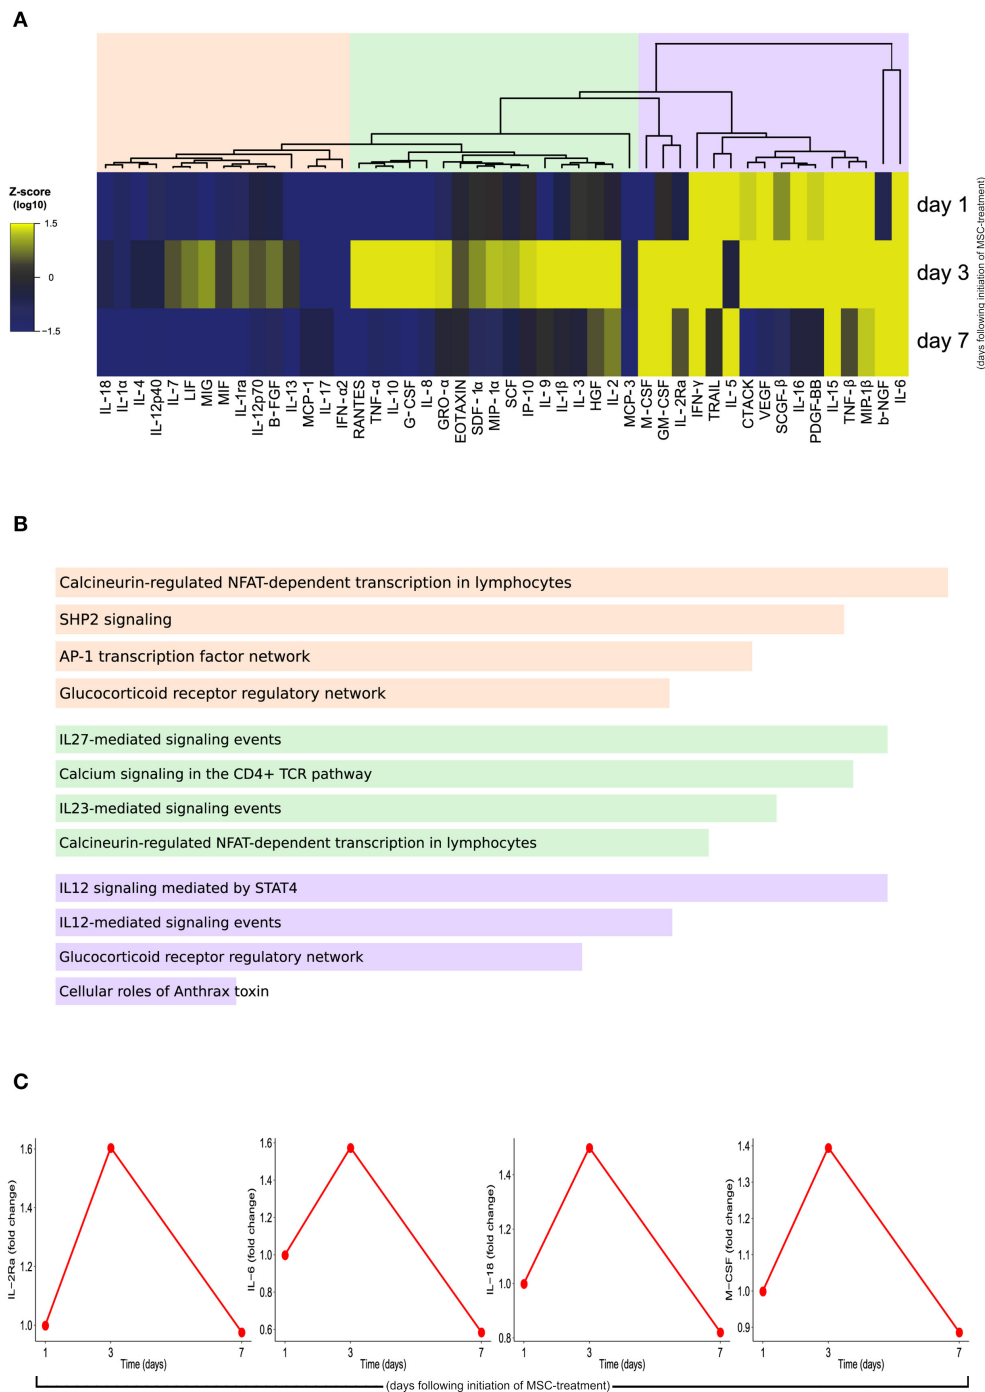 A
Z-score
(log10)
1.5
0
−1.5
day 1
day 3
day 7
(days following initiation of MSC-treatment)
IL-18
IL-1α
IL-4
IL-12p40
IL-7
LIF
MIG
MIF
IL-1ra
IL-12p70
B-FGF
IL-13
MCP-1
IL-17
IFN-α2
RANTES
TNF-α
IL-10
G-CSF
IL-8
GRO-α
EOTAXIN
SDF-1α
MIP-1α
SCF
IP-10
IL-9
IL-1β
IL-3
HGF
IL-2
MCP-3
M-CSF
GM-CSF
IL-2Ra
IFN-γ
TRAIL
IL-5
CTACK
VEGF
SCGF-β
IL-16
PDGF-BB
IL-15
TNF-β
MIP-1β
b-NGF
IL-6
B
Calcineurin-regulated NFAT-dependent transcription in lymphocytes
SHP2 signaling
AP-1 transcription factor network
Glucocorticoid receptor regulatory network
IL27-mediated signaling events
Calcium signaling in the CD4+ TCR pathway
IL23-mediated signaling events
Calcineurin-regulated NFAT-dependent transcription in lymphocytes
IL12 signaling mediated by STAT4
IL12-mediated signaling events
Glucocorticoid receptor regulatory network
Cellular roles of Anthrax toxin
C
IL−2Ra (fold change)
1.6
1.4
1.2
1.0
1 3 7
Time (days)
IL−6 (fold change)
1.6
1.4
1.2
1.0
0.8
0.6
1 3 7
Time (days)
IL−18 (fold change)
1.4
1.2
1.0
0.8
1 3 7
Time (days)
M−CSF (fold change)
1.4
1.3
1.2
1.1
1.0
0.9
1 3 7
Time (days)
(days following initiation of MSC-treatment)